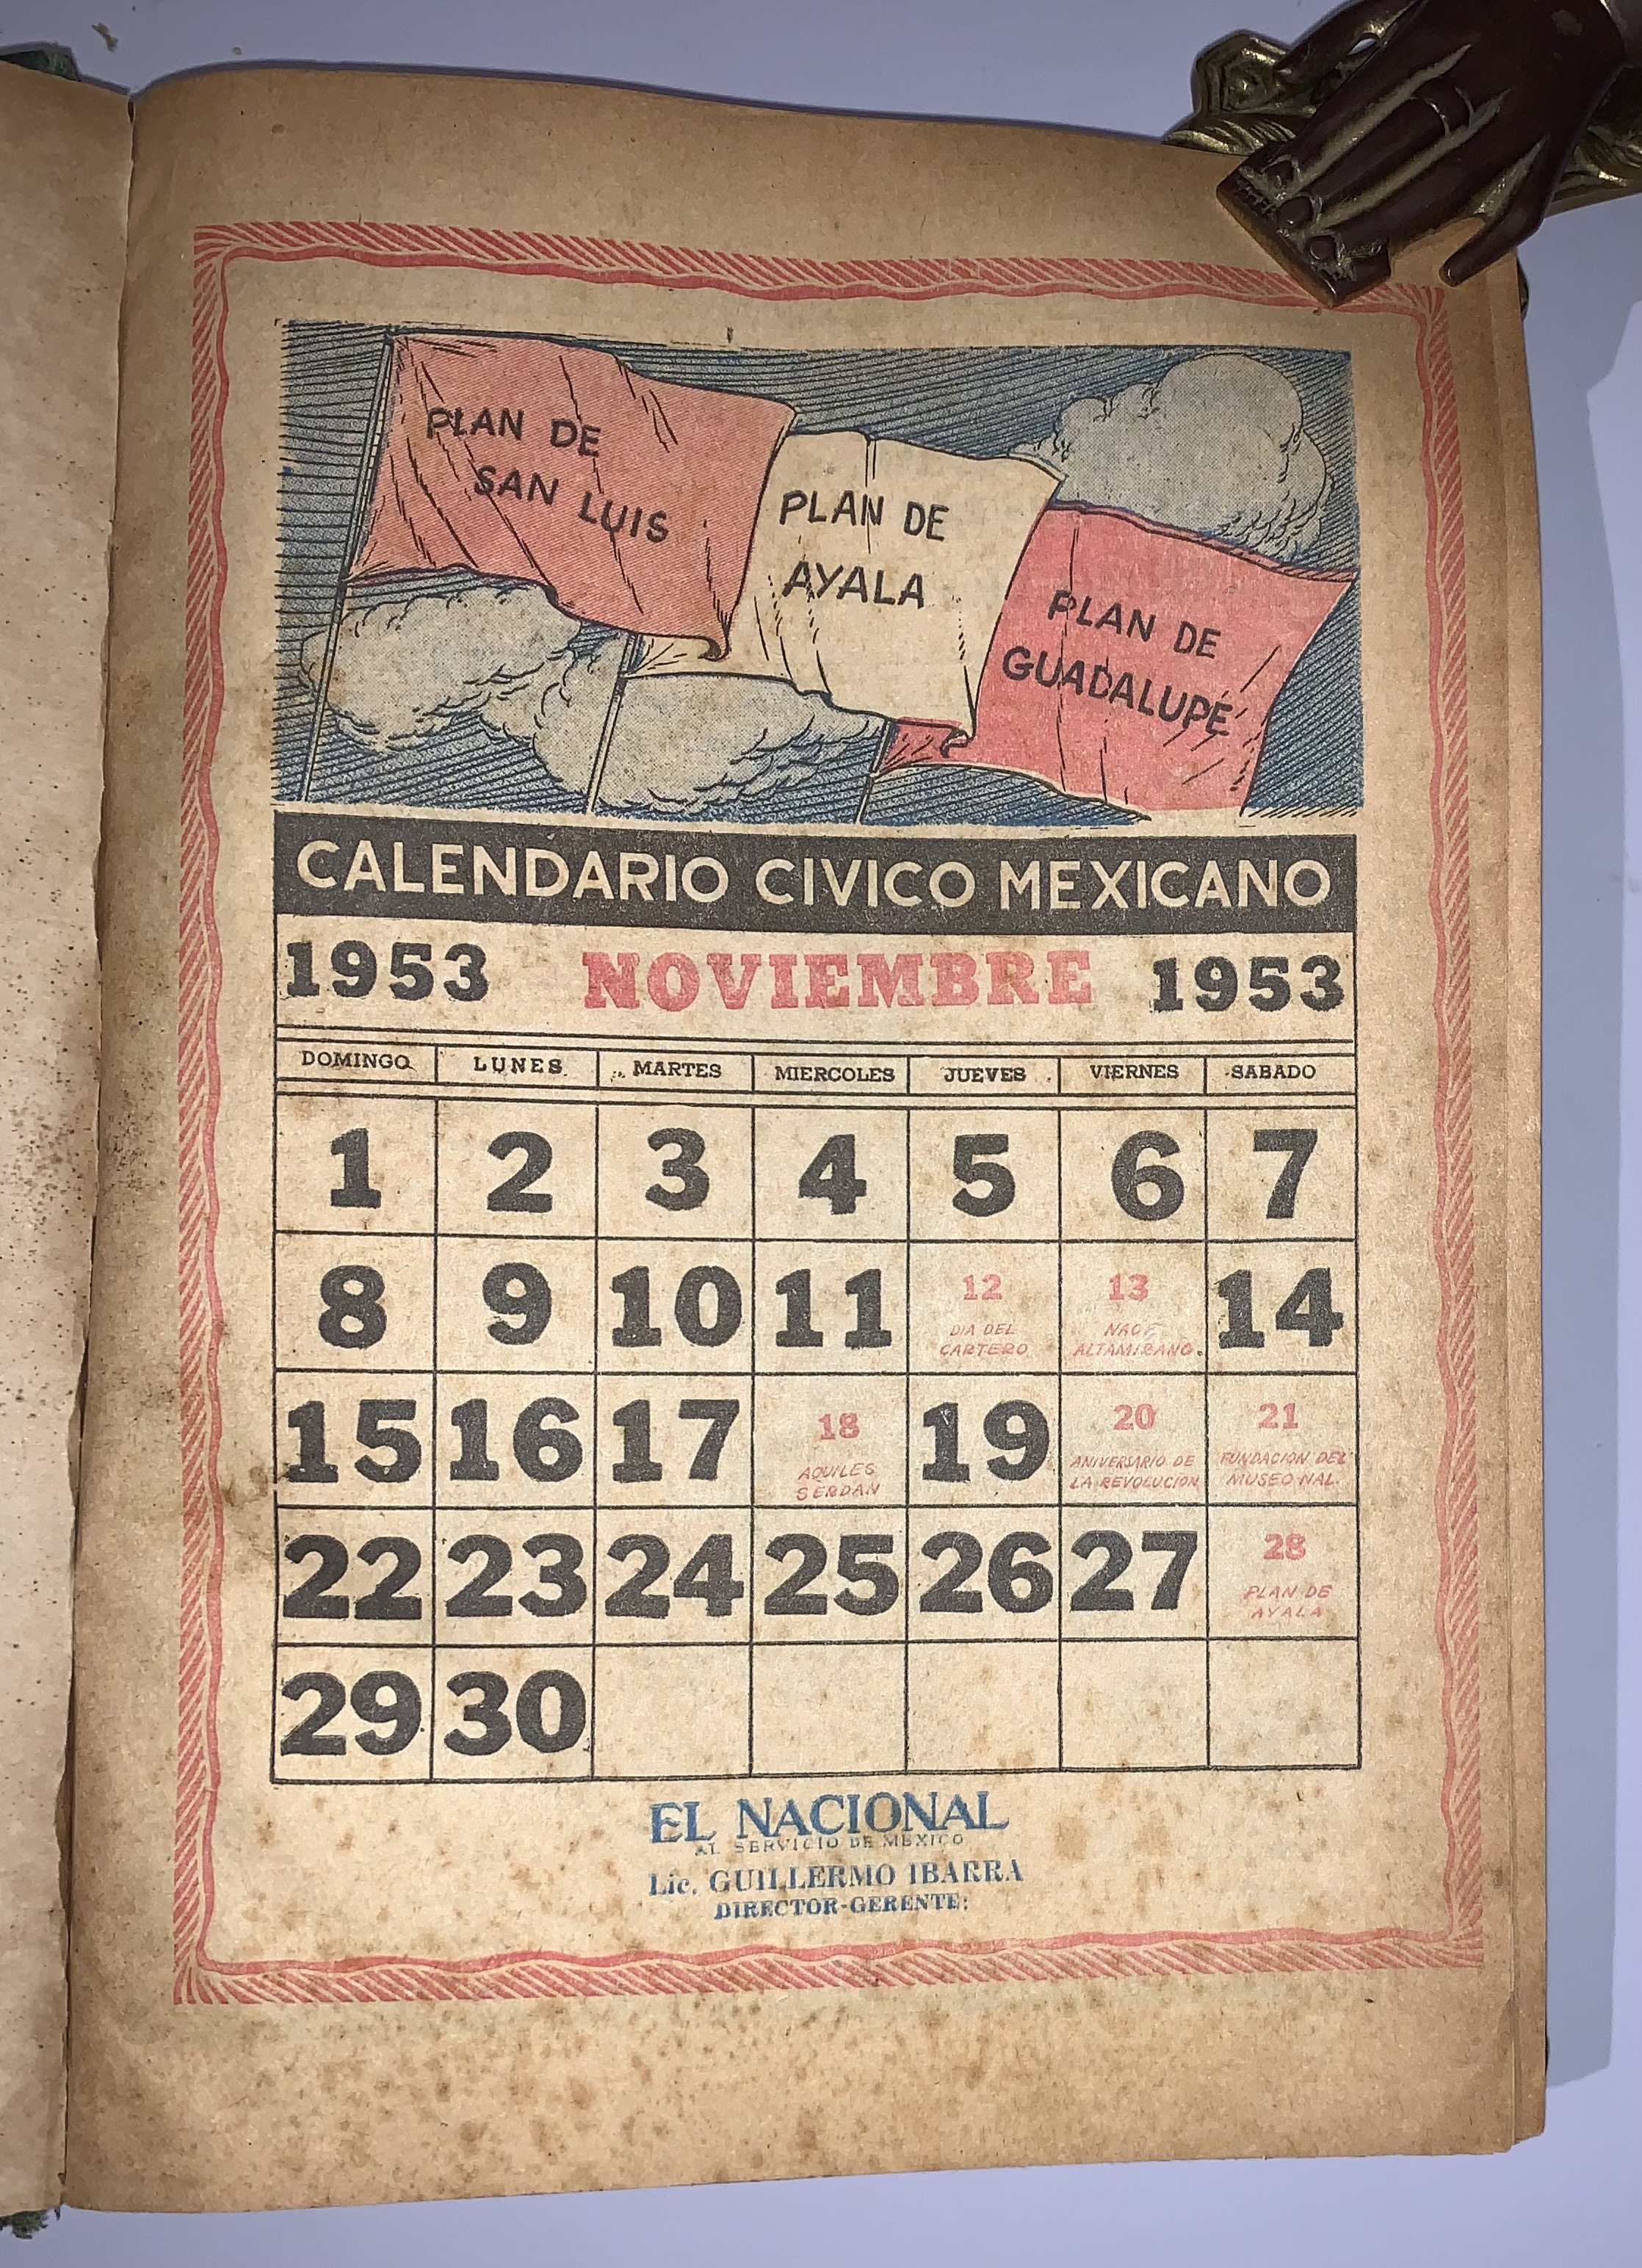 PLAN DE
SAN LUIS
PLAN DE
AYALA
PLAN DE
GUADALUPE
CALENDARIO CIVICO MEXICANO
1953 NOVIEMBRE 1953
DOMINGO LUNES MARTES MIERCOLES JUEVES VIERNES SABADO
1 2 3 4 5 6 7
8 9 10 11 12 13 14
DIA DEL
CARTERO
NACE
ALTAMIRANO.
15 16 17 18 19 20 21
AQUILES
SERDAN
ANIVERSARIO DE
LA REVOLUCION
FUNDACION DEL
MUSEO NAL.
22 23 24 25 26 27 28
PLAN DE
AYALA
29 30
EL NACIONAL
AL SERVICIO DE MEXICO
Lic. GUILLERMO IBARRA
DIRECTOR-GERENTE: